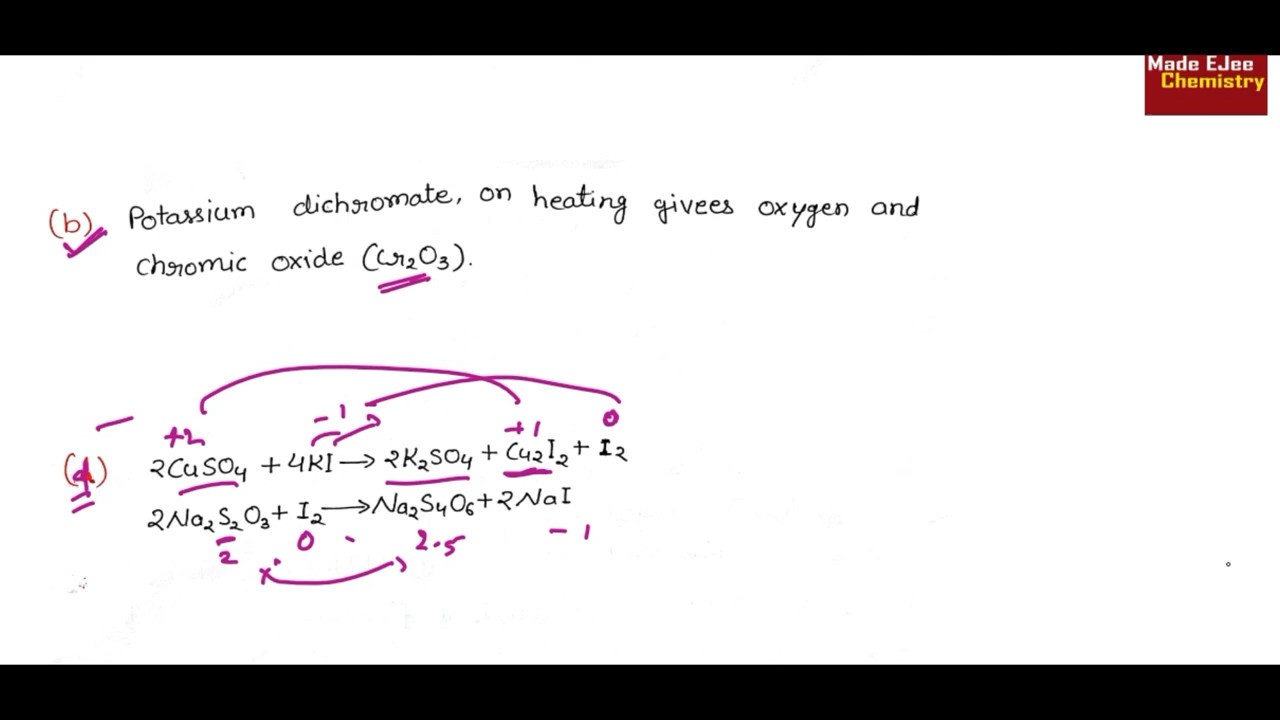 Made EJee
Chemistry
(b) Potassium dichromate, on heating givees oxygen and
chromic oxide (Cr₂O₃).
+2 -1 +1 0
(d) 2CuSO₄ + 4KI → 2K₂SO₄ + Cu₂I₂ + I₂
2Na₂S₂O₃ + I₂ → Na₂S₄O₆ + 2NaI
2 0 2.5 -1